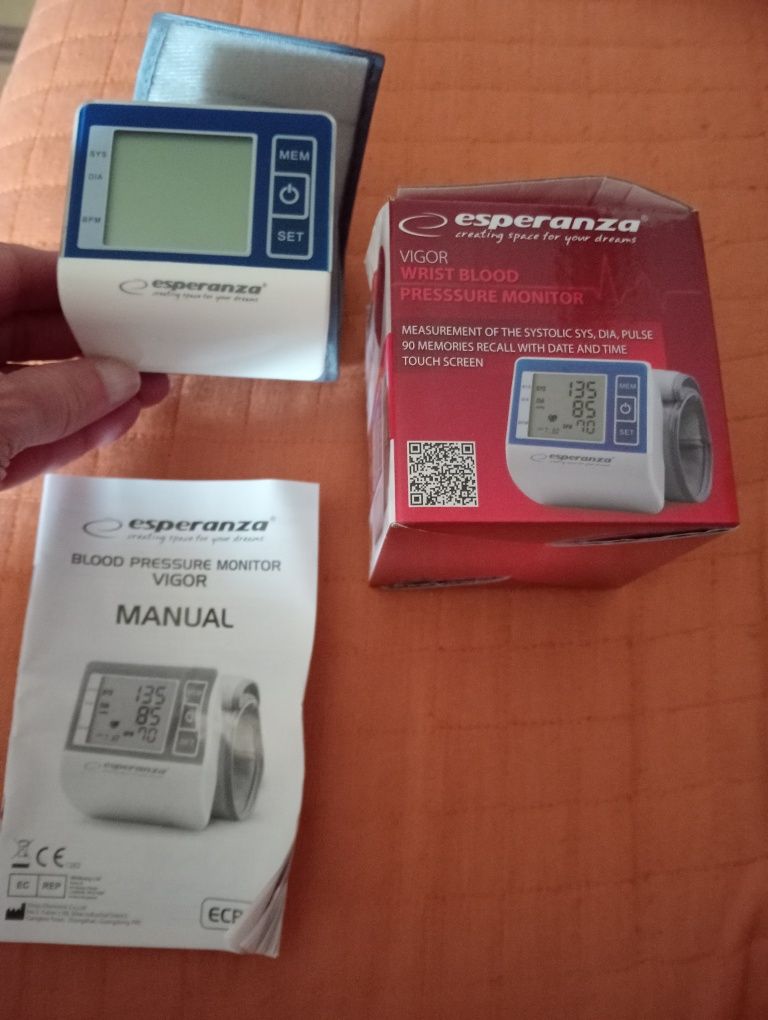 SYS
DIA
BPM
MEM
SET
esperanza®
creating space for your dreams
esperanza®
creating space for your dreams
VIGOR
WRIST BLOOD
PRESSSURE MONITOR
MEASUREMENT OF THE SYSTOLIC SYS, DIA, PULSE
90 MEMORIES RECALL WITH DATE AND TIME
TOUCH SCREEN
SYS
135
85
70
MEM
SET
esperanza
esperanza®
creating space for your dreams
BLOOD PRESSURE MONITOR
VIGOR
MANUAL
135
85
70
SET
esperanza
CE
EC REP
ECR